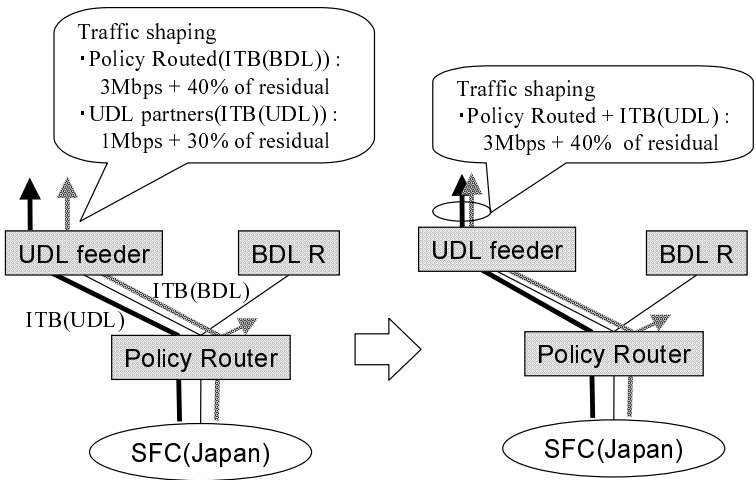 Traffic shaping
・Policy Routed(ITB(BDL)) :
3Mbps + 40% of residual
・UDL partners(ITB(UDL)) :
1Mbps + 30% of residual
UDL feeder
BDL R
ITB(BDL)
ITB(UDL)
Policy Router
SFC(Japan)
Traffic shaping
・Policy Routed + ITB(UDL) :
3Mbps + 40% of residual
UDL feeder
BDL R
Policy Router
SFC(Japan)